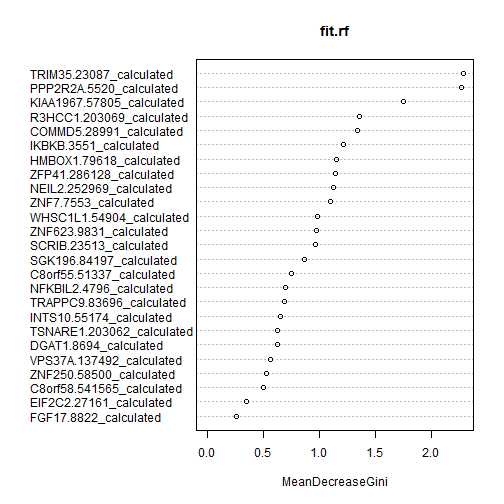 fit.rf
TRIM35.23087_calculated
PPP2R2A.5520_calculated
KIAA1967.57805_calculated
R3HCC1.203069_calculated
COMMD5.28991_calculated
IKBKB.3551_calculated
HMBOX1.79618_calculated
ZFP41.286128_calculated
NEIL2.252969_calculated
ZNF7.7553_calculated
WHSC1L1.54904_calculated
ZNF623.9831_calculated
SCRIB.23513_calculated
SGK196.84197_calculated
C8orf55.51337_calculated
NFKBIL2.4796_calculated
TRAPPC9.83696_calculated
INTS10.55174_calculated
TSNARE1.203062_calculated
DGAT1.8694_calculated
VPS37A.137492_calculated
ZNF250.58500_calculated
C8orf58.541565_calculated
EIF2C2.27161_calculated
FGF17.8822_calculated
0.0 0.5 1.0 1.5 2.0
MeanDecreaseGini